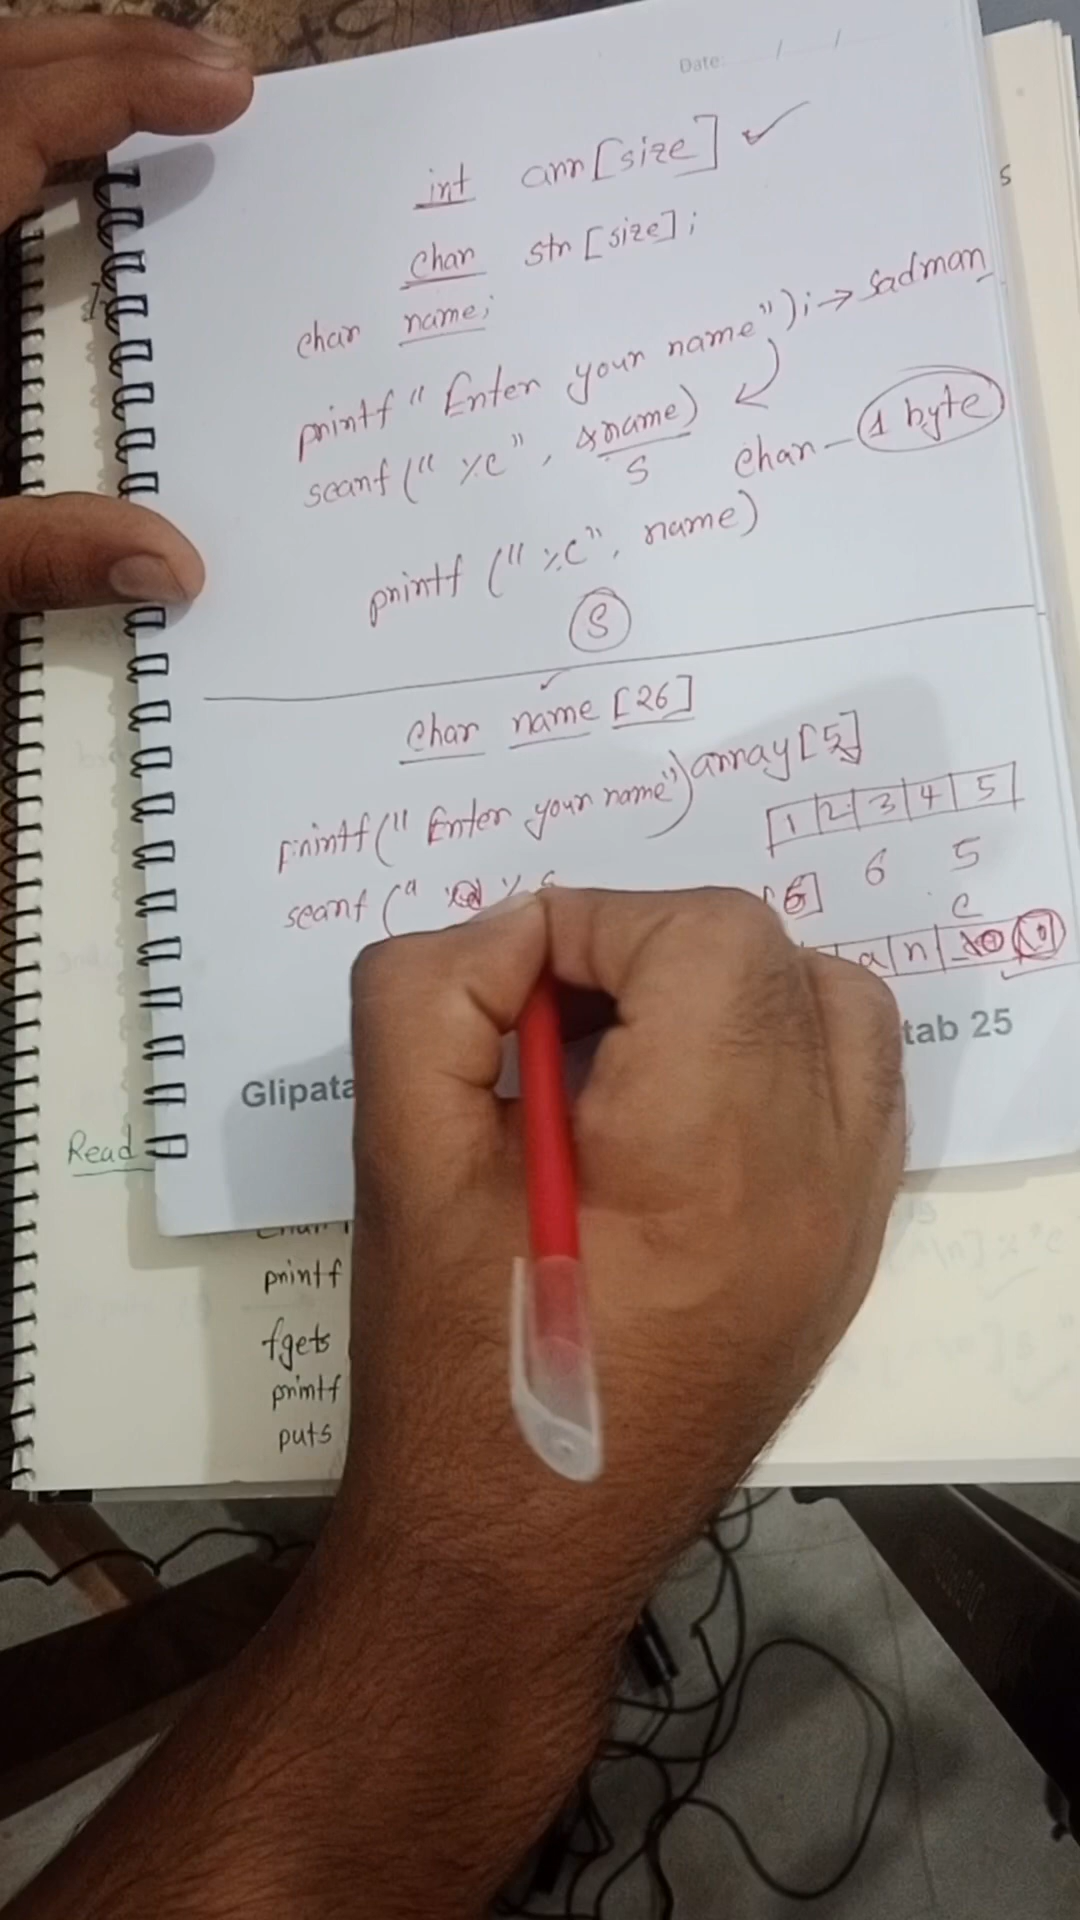 Date: / /
int arr[size] ✓
char str[size];
char name;
printf " Enter your name"); → Sadman
scanf(" %c", &name)
S
char - 1 byte
printf (" %c", name)
S
char name [26]
printf(" Enter your name")
array [5]
1 2 3 4 5
6 5
scanf (" %
[6]
c
a n \0
Glipata
tab 25
Read
printf
fgets
printf
puts
s